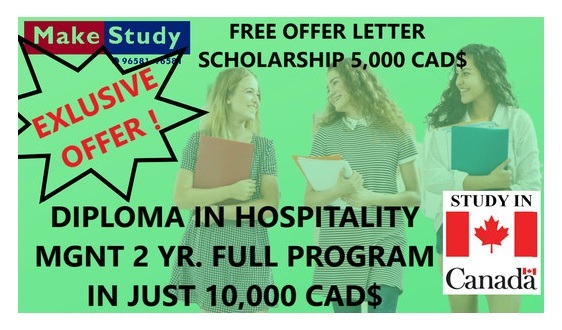 Make Study
FREE OFFER LETTER
SCHOLARSHIP 5,000 CAD$
EXLUSIVE
OFFER !
DIPLOMA IN HOSPITALITY
MGNT 2 YR. FULL PROGRAM
IN JUST 10,000 CAD$
STUDY IN
Canada